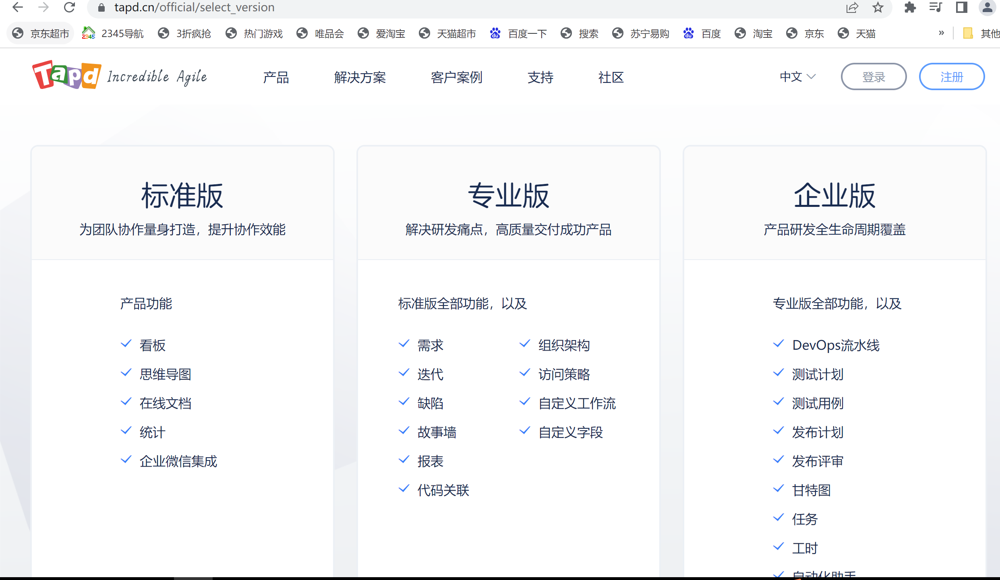 tapd.cn/official/select_version
京东超市 2345导航 3折疯抢 热门游戏 唯品会 爱淘宝 天猫超市 百度一下 搜索 苏宁易购 百度 淘宝 京东 天猫 » 其他
Tapd Incredible Agile 产品 解决方案 客户案例 支持 社区 中文 登录 注册
标准版
为团队协作量身打造，提升协作效能
产品功能
看板
思维导图
在线文档
统计
企业微信集成
专业版
解决研发痛点，高质量交付成功产品
标准版全部功能，以及
需求 组织架构
迭代 访问策略
缺陷 自定义工作流
故事墙 自定义字段
报表
代码关联
企业版
产品研发全生命周期覆盖
专业版全部功能，以及
DevOps流水线
测试计划
测试用例
发布计划
发布评审
甘特图
任务
工时
自动化助手